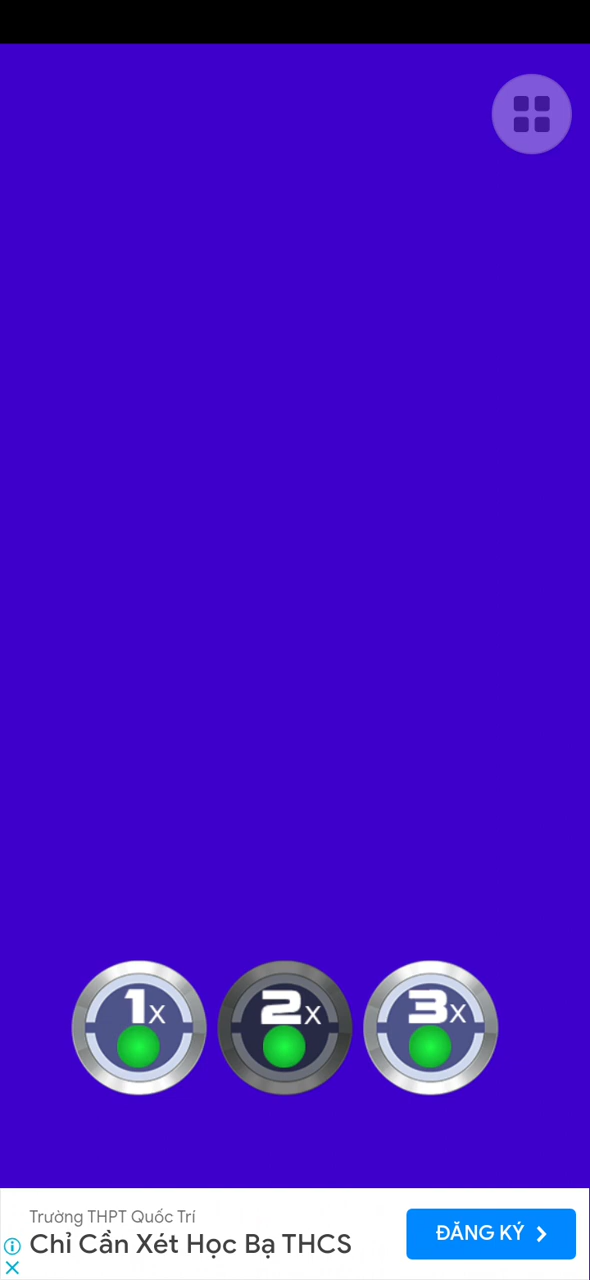 1x 2x 3x
Trường THPT Quốc Trí
Chỉ Cần Xét Học Bạ THCS
ĐĂNG KÝ